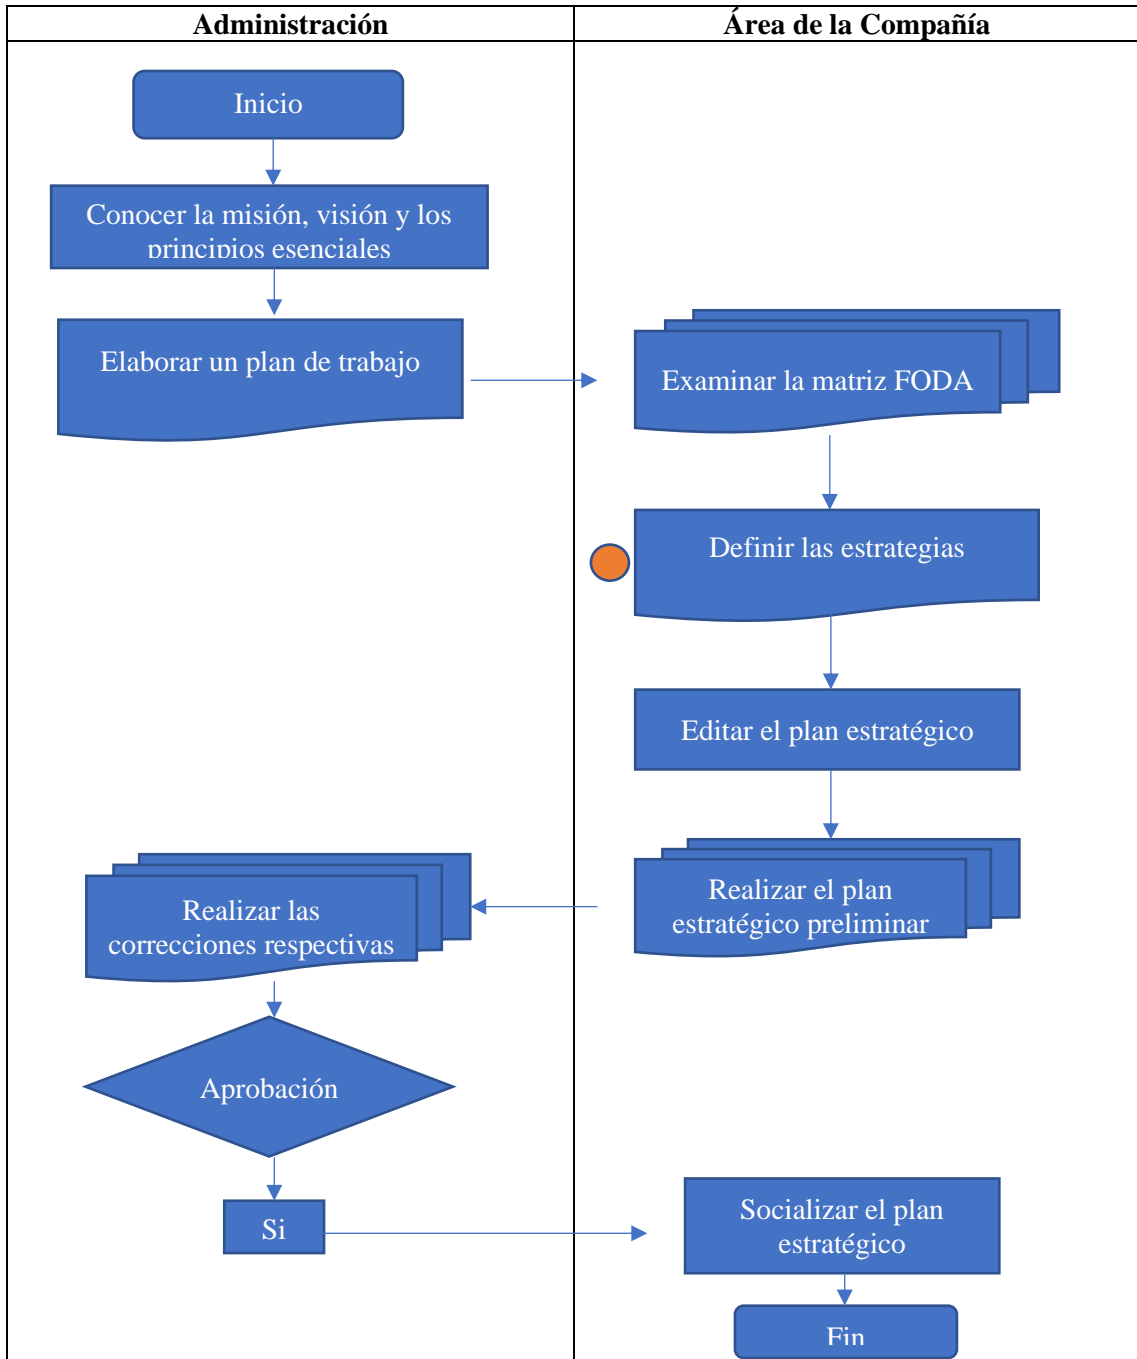 Administración
Área de la Compañía
Inicio
Conocer la misión, visión y los
principios esenciales
Elaborar un plan de trabajo
Examinar la matriz FODA
Definir las estrategias
Editar el plan estratégico
Realizar el plan
estratégico preliminar
Realizar las
correcciones respectivas
Aprobación
Si
Socializar el plan
estratégico
Fin